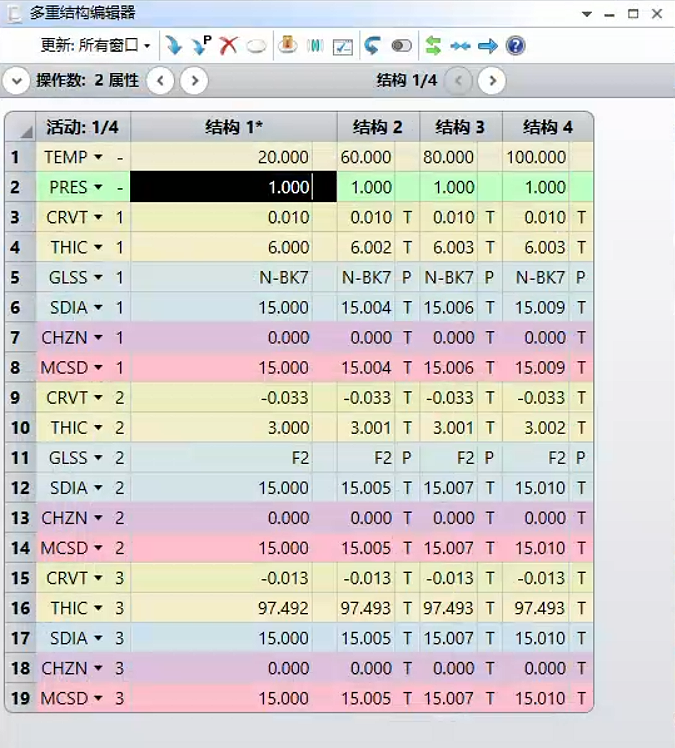 多重结构编辑器
更新: 所有窗口
操作数: 2 属性 结构 1/4
活动: 1/4 结构 1* 结构 2 结构 3 结构 4
1 TEMP - 20.000 60.000 80.000 100.000
2 PRES - 1.000 1.000 1.000 1.000
3 CRVT 1 0.010 0.010 T 0.010 T 0.010 T
4 THIC 1 6.000 6.002 T 6.003 T 6.003 T
5 GLSS 1 N-BK7 N-BK7 P N-BK7 P N-BK7 P
6 SDIA 1 15.000 15.004 T 15.006 T 15.009 T
7 CHZN 1 0.000 0.000 T 0.000 T 0.000 T
8 MCSD 1 15.000 15.004 T 15.006 T 15.009 T
9 CRVT 2 -0.033 -0.033 T -0.033 T -0.033 T
10 THIC 2 3.000 3.001 T 3.001 T 3.002 T
11 GLSS 2 F2 F2 P F2 P F2 P
12 SDIA 2 15.000 15.005 T 15.007 T 15.010 T
13 CHZN 2 0.000 0.000 T 0.000 T 0.000 T
14 MCSD 2 15.000 15.005 T 15.007 T 15.010 T
15 CRVT 3 -0.013 -0.013 T -0.013 T -0.013 T
16 THIC 3 97.492 97.493 T 97.493 T 97.493 T
17 SDIA 3 15.000 15.005 T 15.007 T 15.010 T
18 CHZN 3 0.000 0.000 T 0.000 T 0.000 T
19 MCSD 3 15.000 15.005 T 15.007 T 15.010 T